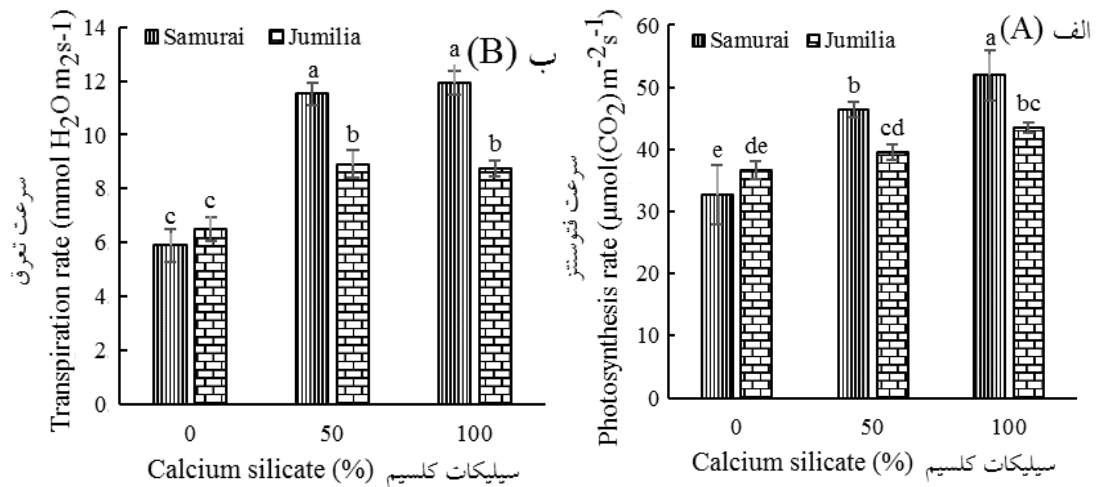 ب (B)
Samurai Jumilia
سرعت تعرق
Transpiration rate (mmol H2O m2s-1)
14
12
10
8
6
4
2
0
c c a b a b
0 50 100
Calcium silicate (%) سیلیکات کلسیم
الف (A)
Samurai Jumilia
سرعت فتوسنتز
Photosynthesis rate (µmol(CO2) m-2s-1)
60
50
40
30
20
10
0
e de b cd a bc
0 50 100
Calcium silicate (%) سیلیکات کلسیم